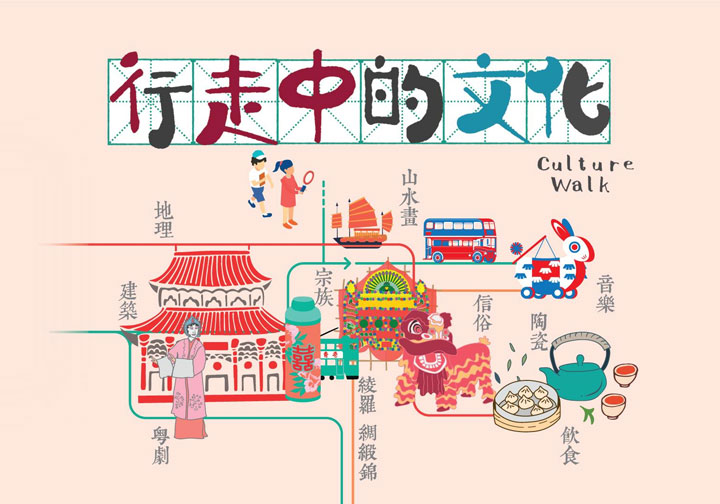 行走中的文化
Culture
Walk
山水畫
地理
宗族
音樂
建築
信俗
陶瓷
囍
綾羅綢緞錦
粵劇
飲食